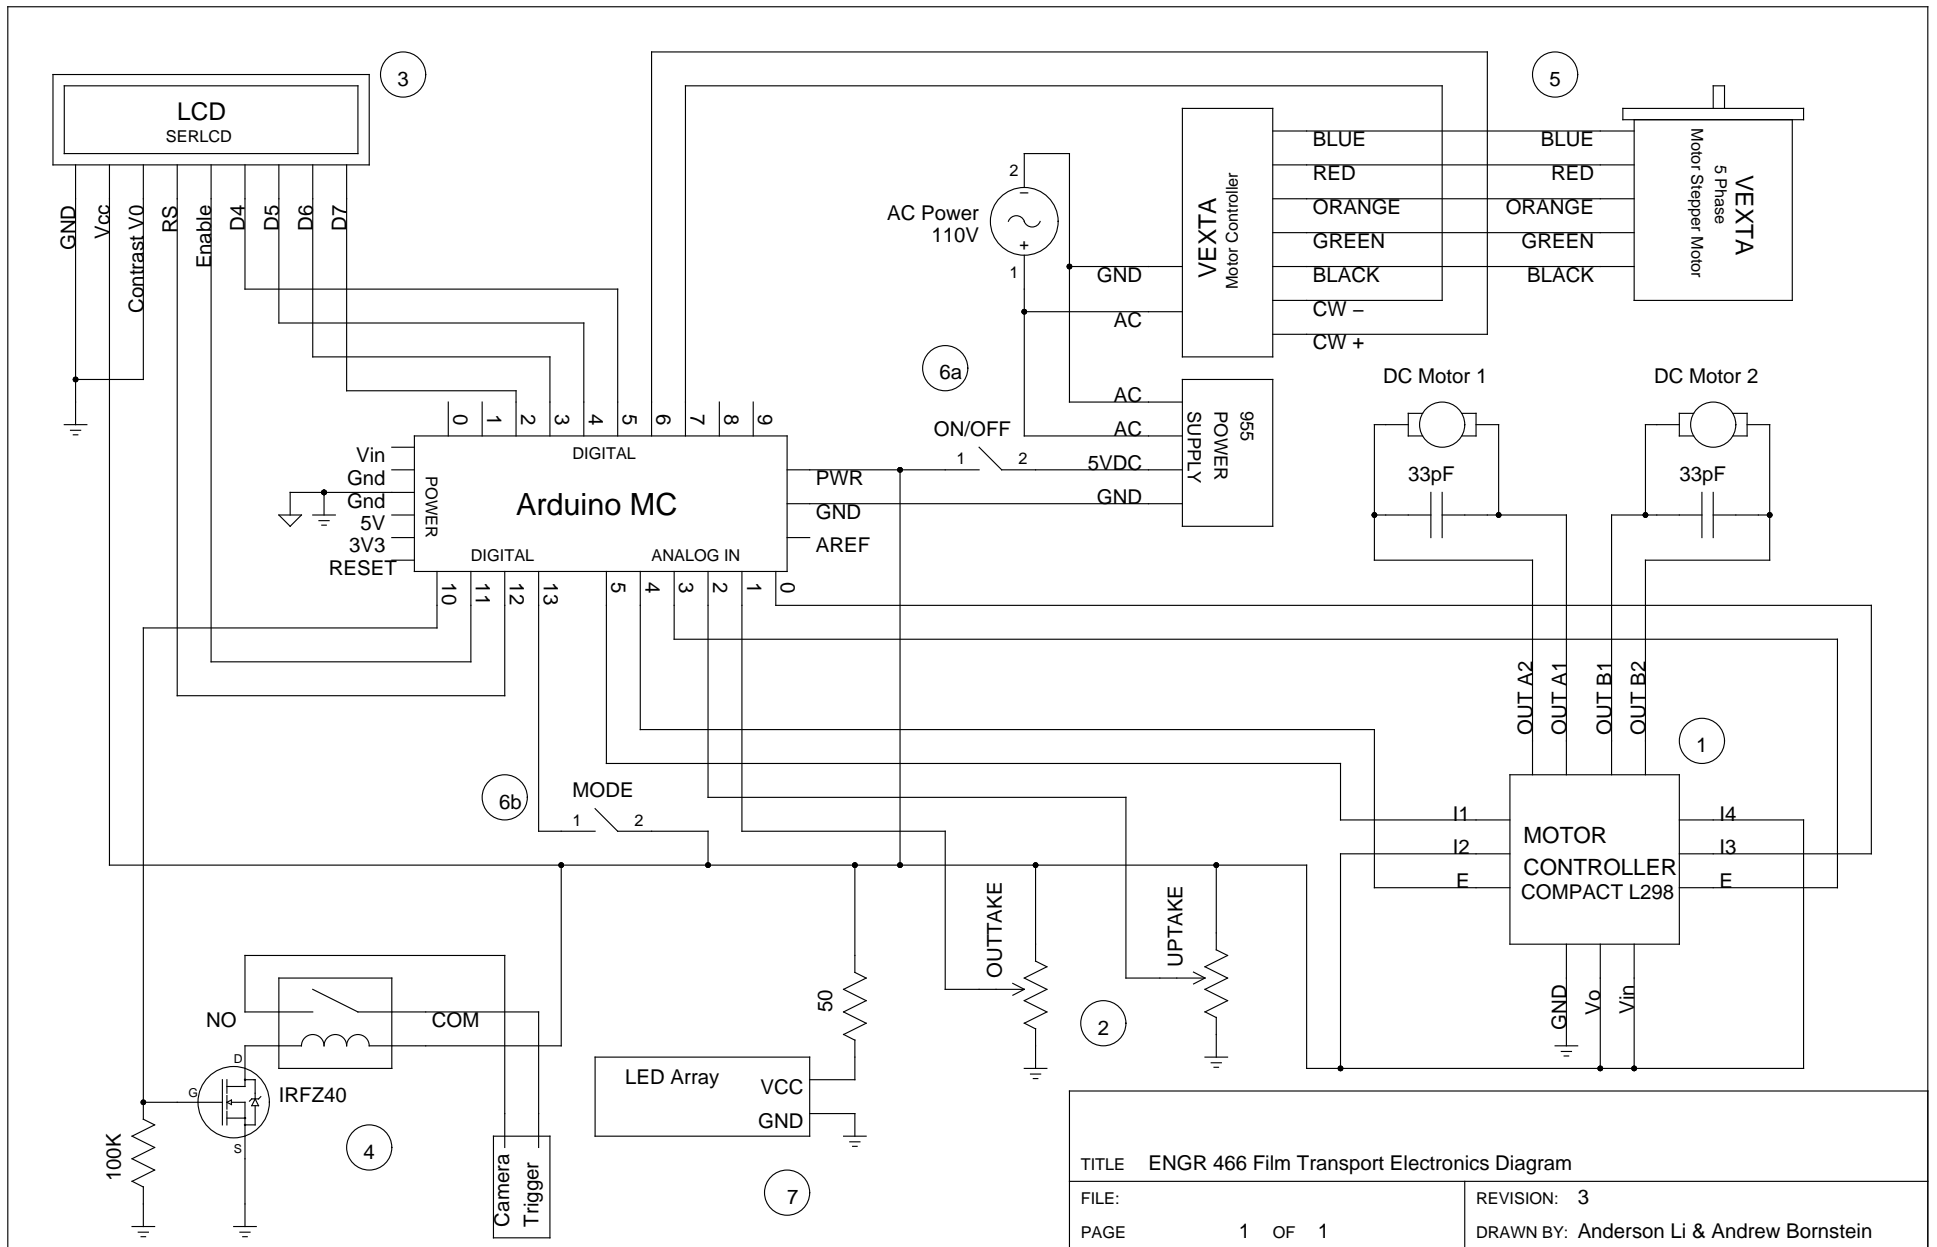 3
LCD
SERLCD
GND
Vcc
Contrast V0
RS
Enable
D4
D5
D6
D7
5
2
AC Power
110V
−
+
1
GND
AC
VEXTA
Motor Controller
BLUE
RED
ORANGE
GREEN
BLACK
CW −
CW +
BLUE
RED
ORANGE
GREEN
BLACK
VEXTA
5 Phase
Motor Stepper Motor
6a
ON/OFF
1
2
AC
AC
5VDC
GND
955
POWER
SUPPLY
DC Motor 1
33pF
DC Motor 2
33pF
0
1
2
3
4
5
6
7
8
9
DIGITAL
Vin
Gnd
Gnd
5V
3V3
RESET
POWER
Arduino MC
PWR
GND
AREF
DIGITAL
ANALOG IN
10
11
12
13
5
4
3
2
1
0
OUT A2
OUT A1
OUT B1
OUT B2
1
6b
MODE
1
2
I1
I2
E
MOTOR
CONTROLLER
COMPACT L298
I4
I3
E
GND
Vo
Vin
OUTTAKE
UPTAKE
2
50
NO
COM
D
G
S
IRFZ40
100K
4
Camera
Trigger
LED Array
VCC
GND
7
TITLE ENGR 466 Film Transport Electronics Diagram
FILE:
REVISION: 3
PAGE 1 OF 1
DRAWN BY: Anderson Li & Andrew Bornstein